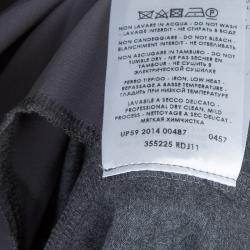 NON LAVARE IN ACQUA - DO NOT WASH
NE PAS LAVER - НЕ СТИРАТЬ В ВОДЕ
NON CANDEGGIARE - DO NOT BLEACH
BLANCHIMENT INTERDIT - НЕ ОТБЕЛИВАТЬ
NON ASCIUGARE IN TAMBURO - DO NOT
TUMBLE DRY - NE PAS SECHER EN
TAMBOUR - НЕ СУШИТЬ В
ЭЛЕКТРИЧЕСКОЙ СУШИЛКЕ
FERRO TIEPIDO - IRON, LOW HEAT
REPASSAGE A BASSE TEMPERATURE -
ГЛАДИТЬ ПРИ НИЗКОЙ ТЕМПЕРАТУРЕ
LAVABILE A SECCO DELICATO -
PROFESSIONAL DRY CLEAN, MILD
PROCESS - NETTOYAGE A SEC DELICAT
МЯГКАЯ ХИМЧИСТКА
UP59 2014 00487 0457
355225 RDJ11